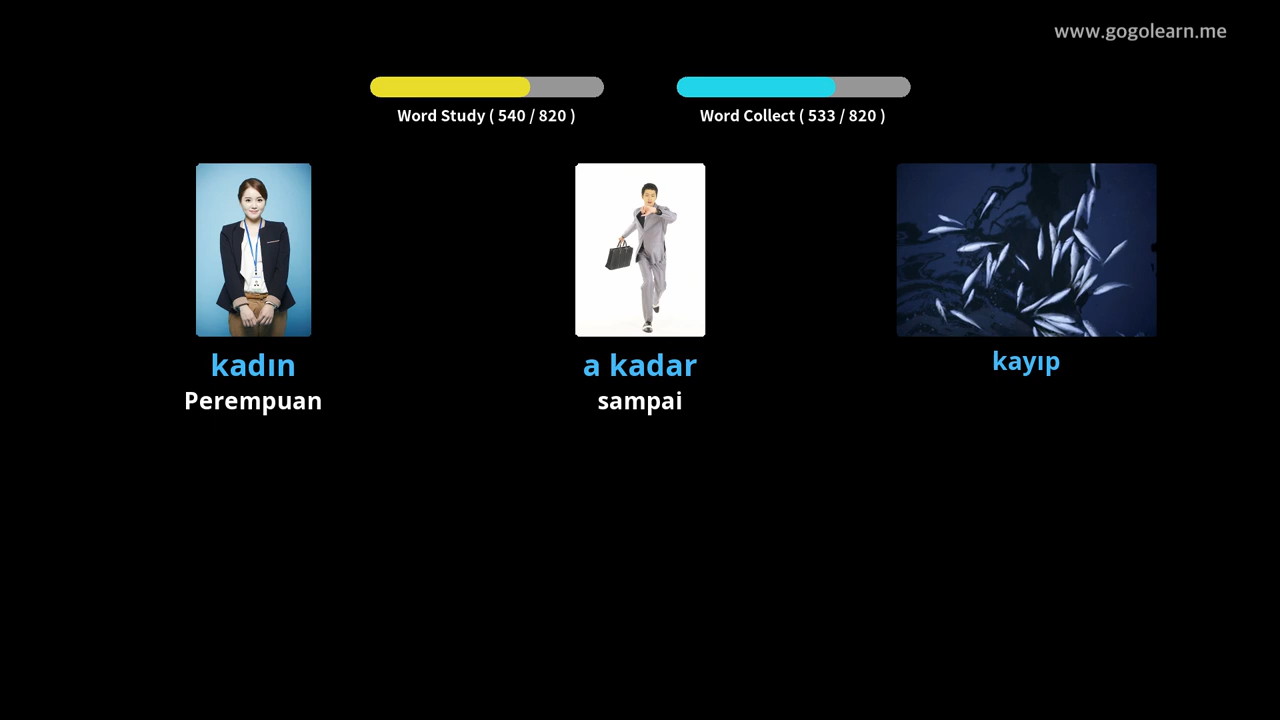 www.gogolearn.me
Word Study ( 540 / 820 )
Word Collect ( 533 / 820 )
kadın
Perempuan
a kadar
sampai
kayıp